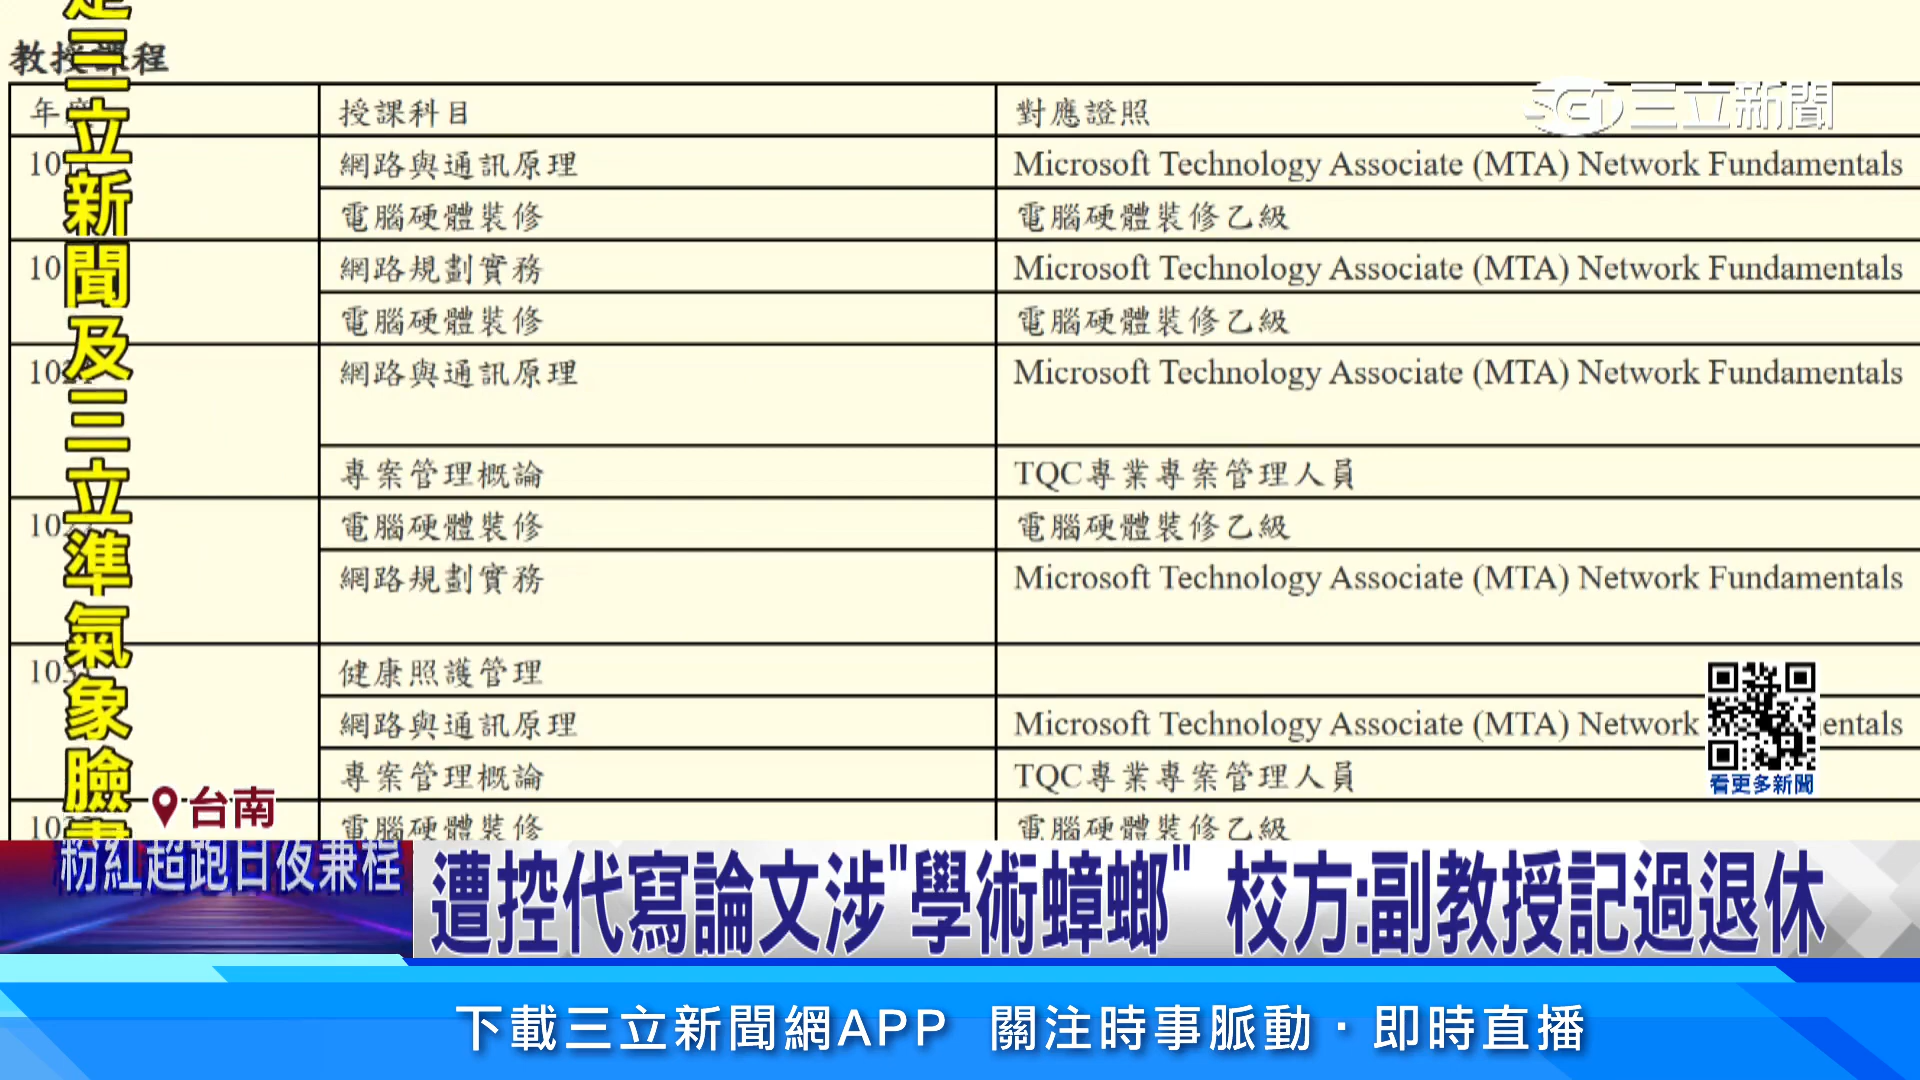 教授課程
授課科目 對應證照
三立新聞
網路與通訊原理 Microsoft Technology Associate (MTA) Network Fundamentals
電腦硬體裝修 電腦硬體裝修乙級
網路規劃實務 Microsoft Technology Associate (MTA) Network Fundamentals
電腦硬體裝修 電腦硬體裝修乙級
網路與通訊原理 Microsoft Technology Associate (MTA) Network Fundamentals
專案管理概論 TQC專業專案管理人員
電腦硬體裝修 電腦硬體裝修乙級
網路規劃實務 Microsoft Technology Associate (MTA) Network Fundamentals
健康照護管理
網路與通訊原理 Microsoft Technology Associate (MTA) Network
專案管理概論 TQC專業專案管理人員
電腦硬體裝修 電腦硬體裝修乙級
三立新聞及三立準氣象臉
看更多新聞
台南
粉紅超跑日夜兼程
遭控代寫論文涉"學術蟑螂" 校方:副教授記過退休
下載三立新聞網APP 關注時事脈動·即時直播